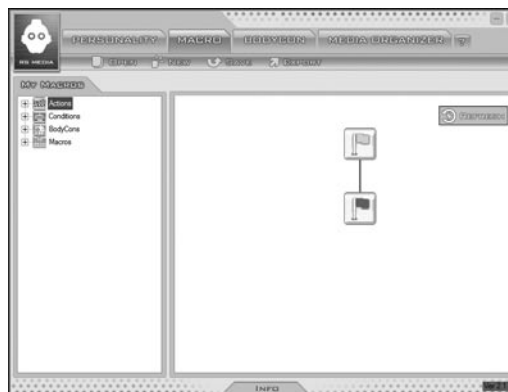 PERSONALITY MACRO BODYCON MEDIA ORGANIZER
RS MEDIA
OPEN NEW SAVE EXPORT
MY MACROS
Actions
Conditions
BodyCons
Macros
REFRESH
INFO